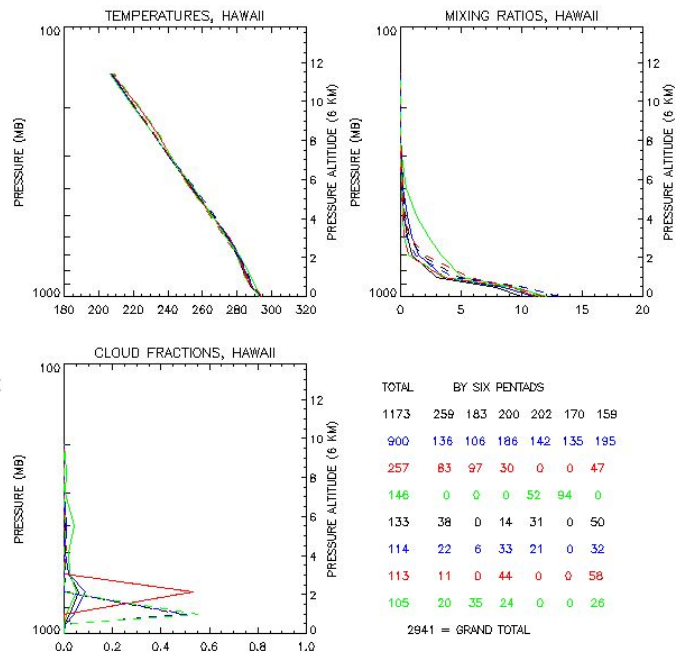 TEMPERATURES, HAWAII
100
PRESSURE (MB)
1000
180 200 220 240 260 280 300 320
12
10
8
6
4
2
0
PRESSURE ALTITUDE (6 KM)
MIXING RATIOS, HAWAII
100
PRESSURE (MB)
1000
0 5 10 15 20
12
10
8
6
4
2
0
PRESSURE ALTITUDE (6 KM)
CLOUD FRACTIONS, HAWAII
100
PRESSURE (MB)
1000
0.0 0.2 0.4 0.6 0.8 1.0
12
10
8
6
4
2
0
PRESSURE ALTITUDE (6 KM)
TOTAL BY SIX PENTADS
1173 259 183 200 202 170 159
900 136 106 186 142 135 195
257 83 97 30 0 0 47
146 0 0 0 52 94 0
133 38 0 14 31 0 50
114 22 6 33 21 0 32
113 11 0 44 0 0 58
105 20 35 24 0 0 26
2941 = GRAND TOTAL